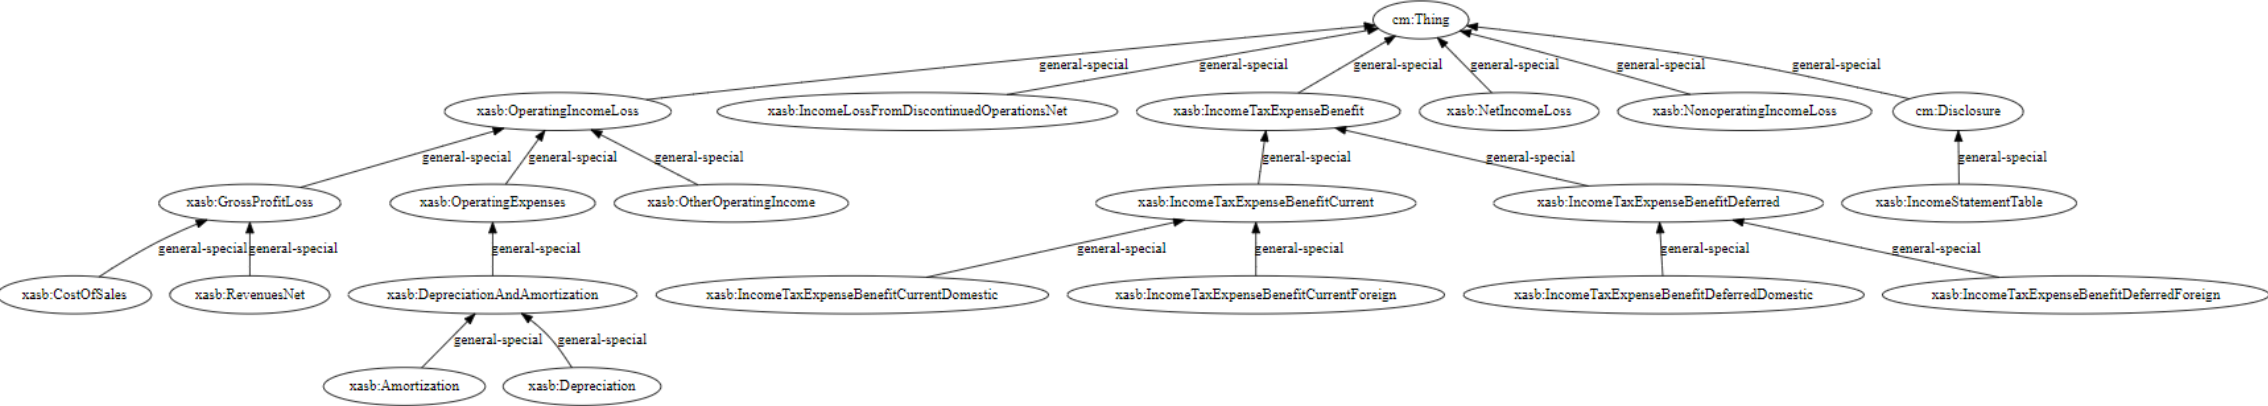 cm:Thing
general-special general-special general-special general-special general-special general-special
xasb:OperatingIncomeLoss xasb:IncomeLossFromDiscontinuedOperationsNet xasb:IncomeTaxExpenseBenefit xasb:NetIncomeLoss xasb:NonoperatingIncomeLoss cm:Disclosure
general-special general-special general-special general-special general-special general-special
xasb:GrossProfitLoss xasb:OperatingExpenses xasb:OtherOperatingIncome xasb:IncomeTaxExpenseBenefitCurrent xasb:IncomeTaxExpenseBenefitDeferred xasb:IncomeStatementTable
general-special general-special general-special general-special general-special general-special general-special
xasb:CostOfSales xasb:RevenuesNet xasb:DepreciationAndAmortization xasb:IncomeTaxExpenseBenefitCurrentDomestic xasb:IncomeTaxExpenseBenefitCurrentForeign xasb:IncomeTaxExpenseBenefitDeferredDomestic xasb:IncomeTaxExpenseBenefitDeferredForeign
general-special general-special
xasb:Amortization xasb:Depreciation